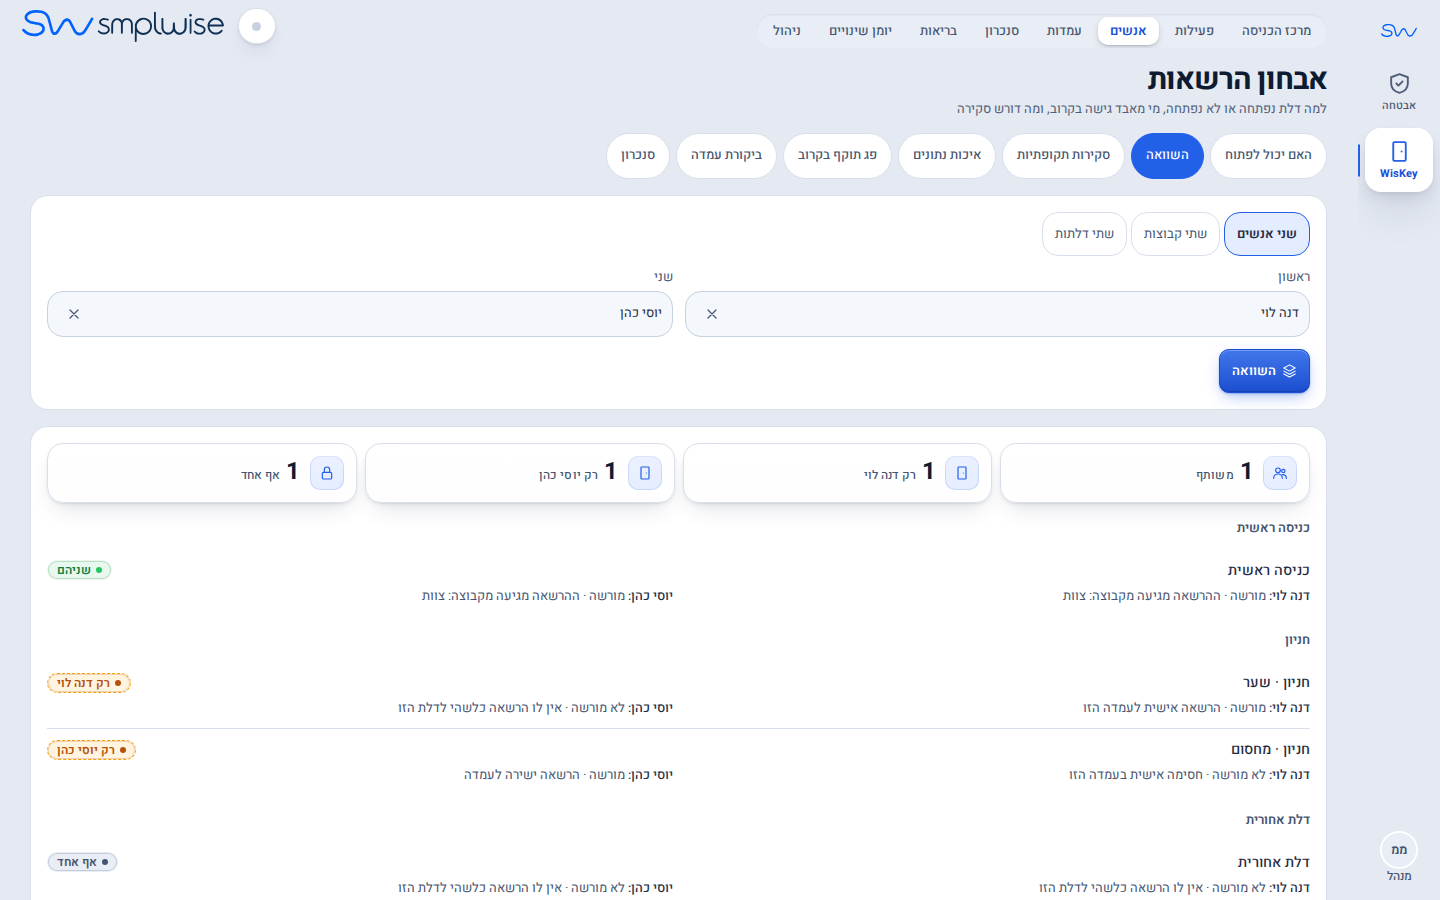 smplwise
מרכז הכניסה
פעילות
אנשים
עמדות
סנכרון
בריאות
יומן שינויים
ניהול
אבטחה
WisKey
ממ
מנהל
אבחון הרשאות
למה דלת נפתחה או לא נפתחה, מי מאבד גישה בקרוב, ומה דורש סקירה
האם יכול לפתוח
השוואה
סקירות תקופתיות
איכות נתונים
פג תוקף בקרוב
ביקורת עמדה
סנכרון
שני אנשים
שתי קבוצות
שתי דלתות
ראשון
שני
דנה לוי
יוסי כהן
השוואה
1 משותף
1 רק דנה לוי
1 רק יוסי כהן
1 אף אחד
כניסה ראשית
כניסה ראשית
שניהם
דנה לוי: מורשה · ההרשאה מגיעה מקבוצה: צוות
יוסי כהן: מורשה · ההרשאה מגיעה מקבוצה: צוות
חניון
חניון · שער
רק דנה לוי
דנה לוי: מורשה · הרשאה אישית לעמדה הזו
יוסי כהן: לא מורשה · אין לו הרשאה כלשהי לדלת הזו
חניון · מחסום
רק יוסי כהן
דנה לוי: לא מורשה · חסימה אישית בעמדה הזו
יוסי כהן: מורשה · הרשאה ישירה לעמדה
דלת אחורית
דלת אחורית
אף אחד
דנה לוי: לא מורשה · אין לו הרשאה כלשהי לדלת הזו
יוסי כהן: לא מורשה · אין לו הרשאה כלשהי לדלת הזו